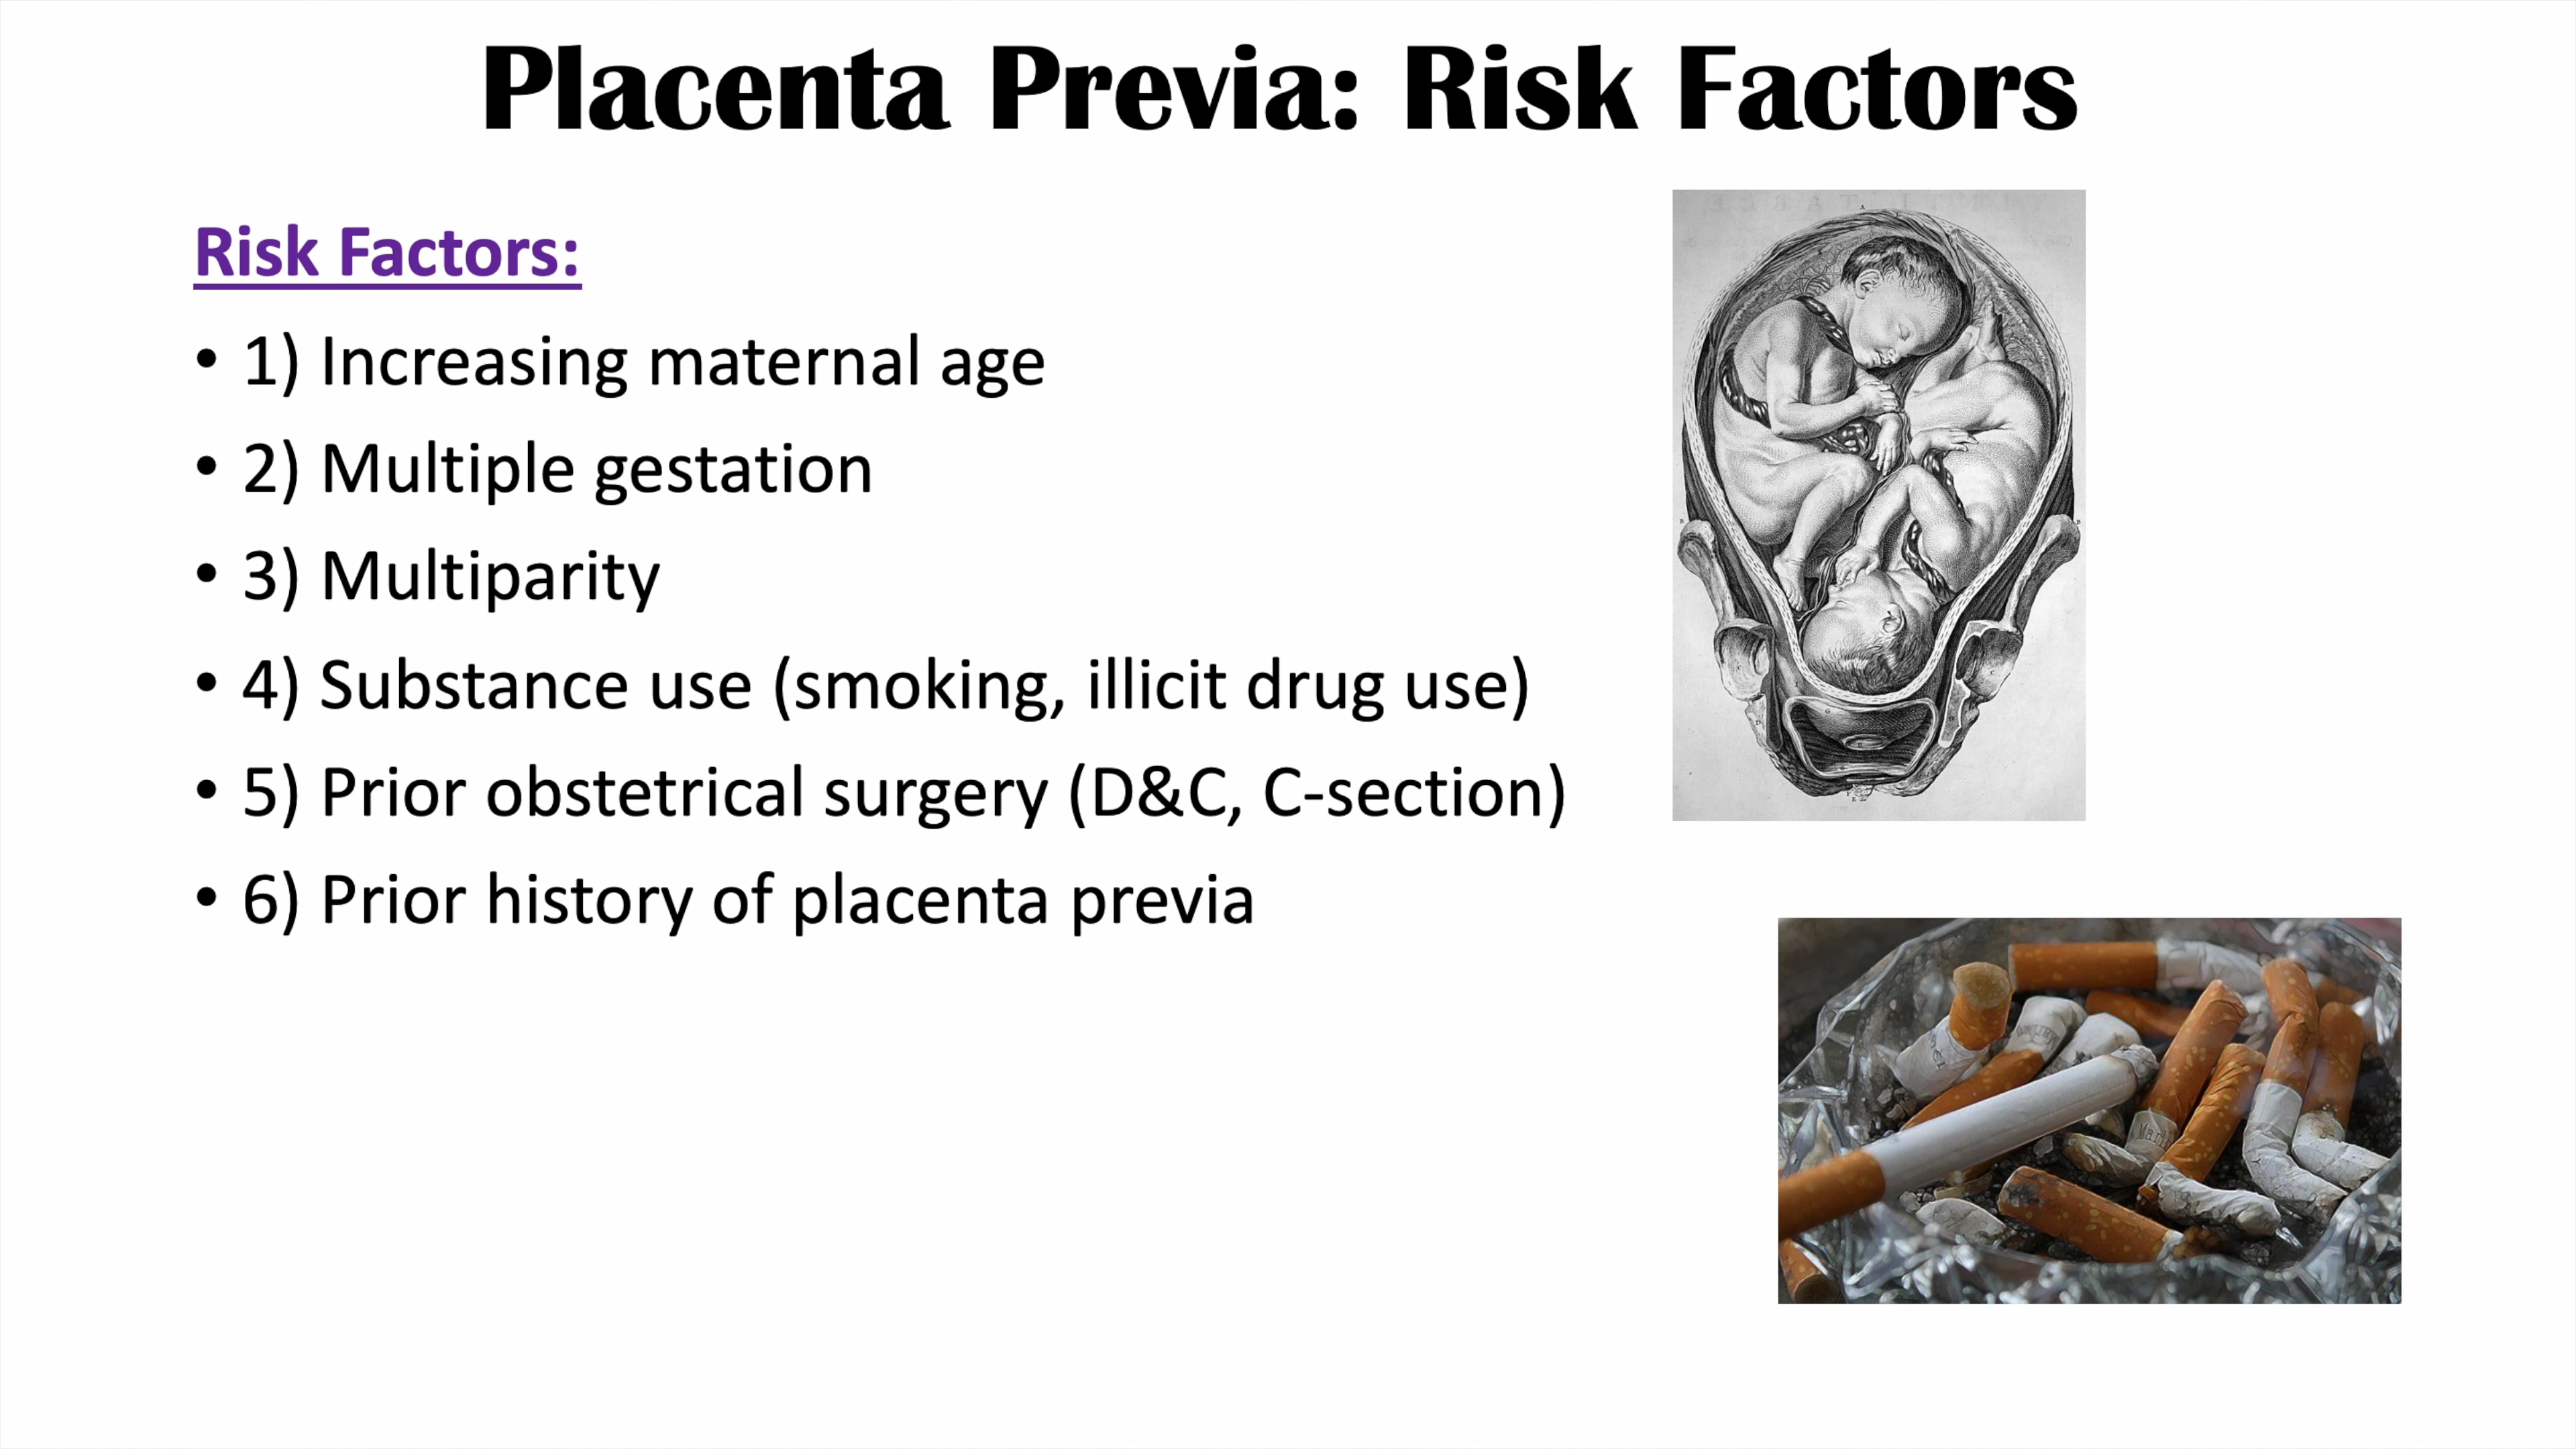 Placenta Previa: Risk Factors
Risk Factors:
• 1) Increasing maternal age
• 2) Multiple gestation
• 3) Multiparity
• 4) Substance use (smoking, illicit drug use)
• 5) Prior obstetrical surgery (D&C, C-section)
• 6) Prior history of placenta previa